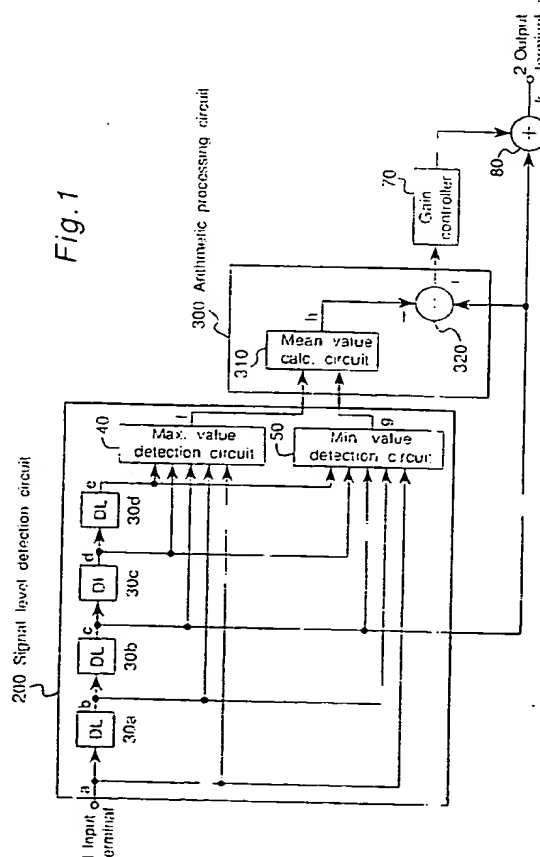 Fig.1
200 Signal level detection circuit
300 Arithmetic processing circuit
1 Input
terminal
a
DL
30a
b
DL
30b
c
DL
30c
d
DL
30d
e
40
Max. value
detection circuit
f
50
Min. value
detection circuit
g
310
Mean value
calc. circuit
h
320
i
70
Gain
controller
80
2 Output
terminal